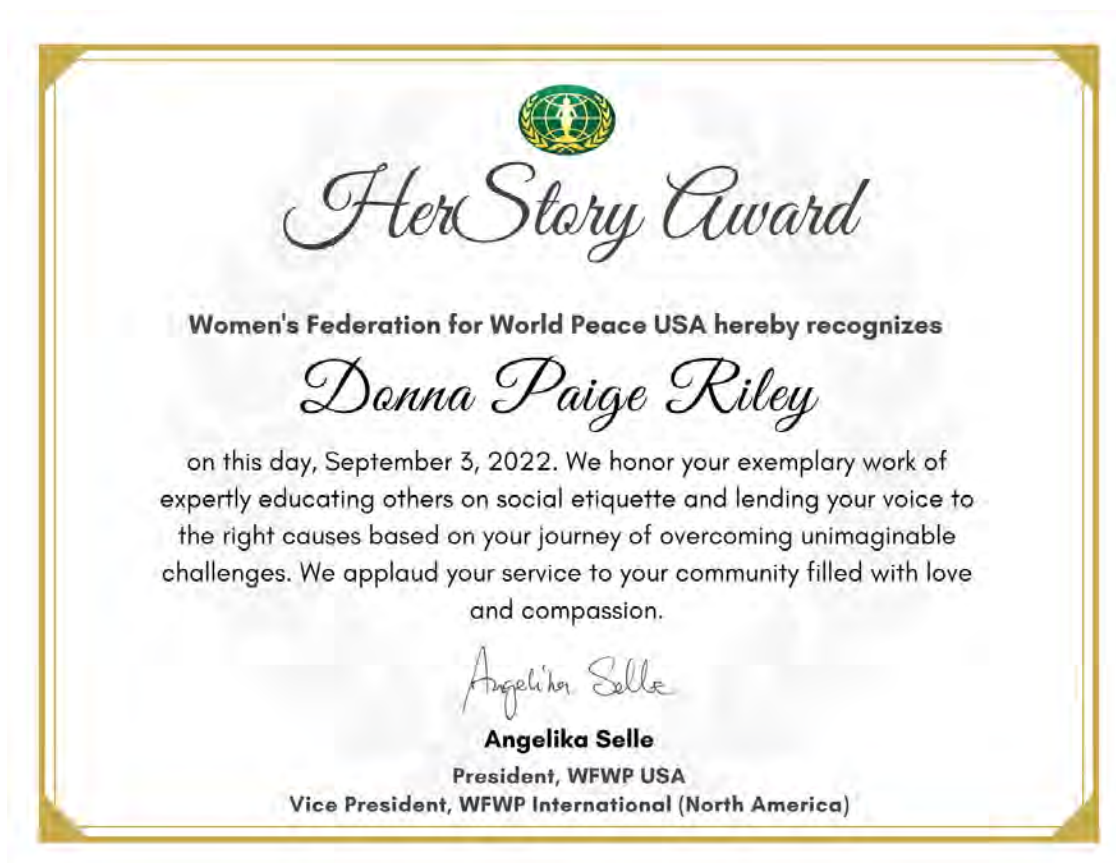 HerStory Award
Women's Federation for World Peace USA hereby recognizes
Donna Paige Riley
on this day, September 3, 2022. We honor your exemplary work of
expertly educating others on social etiquette and lending your voice to
the right causes based on your journey of overcoming unimaginable
challenges. We applaud your service to your community filled with love
and compassion.
Angelika Selle
Angelika Selle
President, WFWP USA
Vice President, WFWP International (North America)